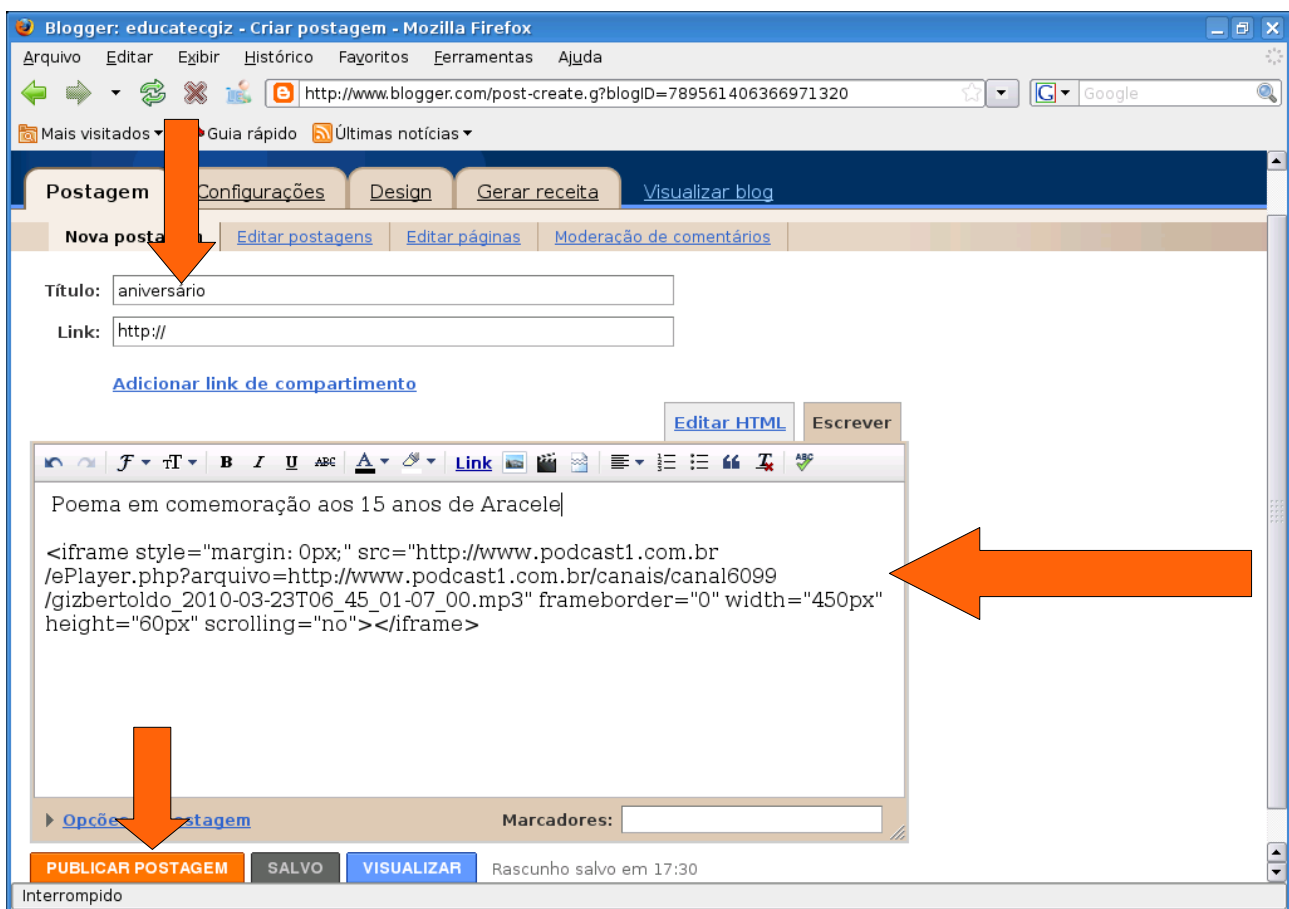 Blogger: educatecgiz - Criar postagem - Mozilla Firefox
Arquivo Editar Exibir Histórico Favoritos Ferramentas Ajuda
http://www.blogger.com/post-create.g?blogID=789561406366971320 G Google
Mais visitados Guia rápido Últimas notícias
Postagem Configurações Design Gerar receita Visualizar blog
Nova Editar postagens Editar páginas Moderação de comentários
Título: aniversário
Link: http://
Adicionar link de compartimento
Editar HTML Escrever
F TT B I U ABC A Link T ABC
Poema em comemoração aos 15 anos de Aracele
<iframe style="margin: 0px;" src="http://www.podcast1.com.br
/ePlayer.php?arquivo=http://www.podcast1.com.br/canais/canal6099
/gizbertoldo_2010-03-23T06_45_01-07_00.mp3" frameborder="0" width="450px"
height="60px" scrolling="no"></iframe>
Marcadores:
PUBLICAR POSTAGEM SALVO VISUALIZAR Rascunho salvo em 17:30
Interrompido